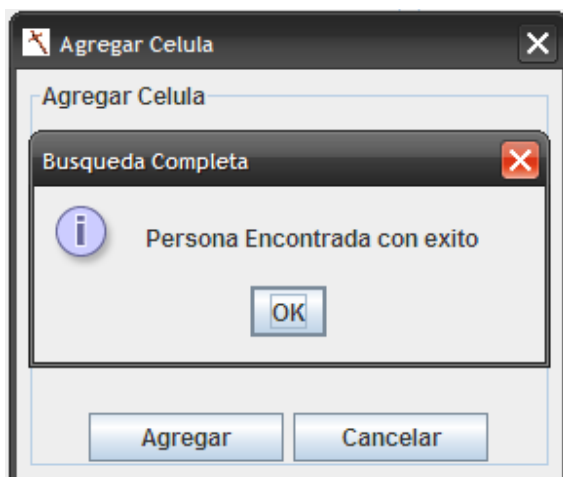 Agregar Celula
Agregar Celula
Busqueda Completa
i
Persona Encontrada con exito
OK
Agregar Cancelar